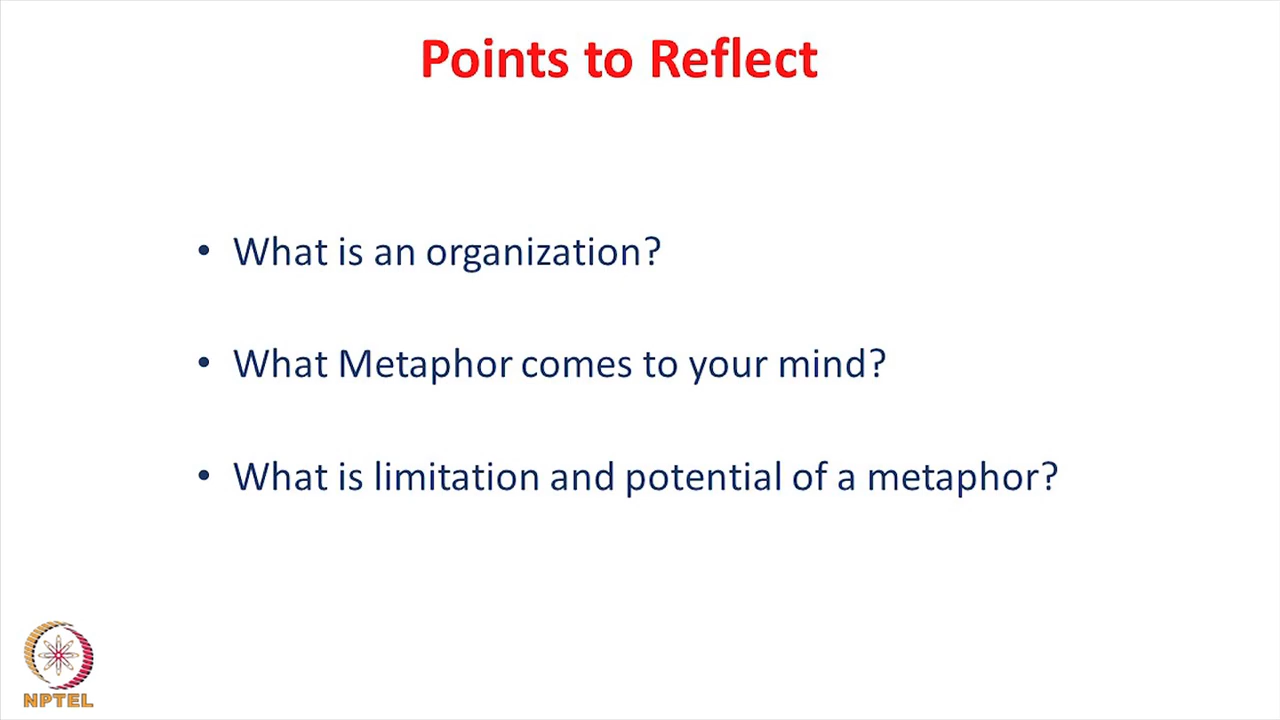 Points to Reflect
• What is an organization?
• What Metaphor comes to your mind?
• What is limitation and potential of a metaphor?
NPTEL